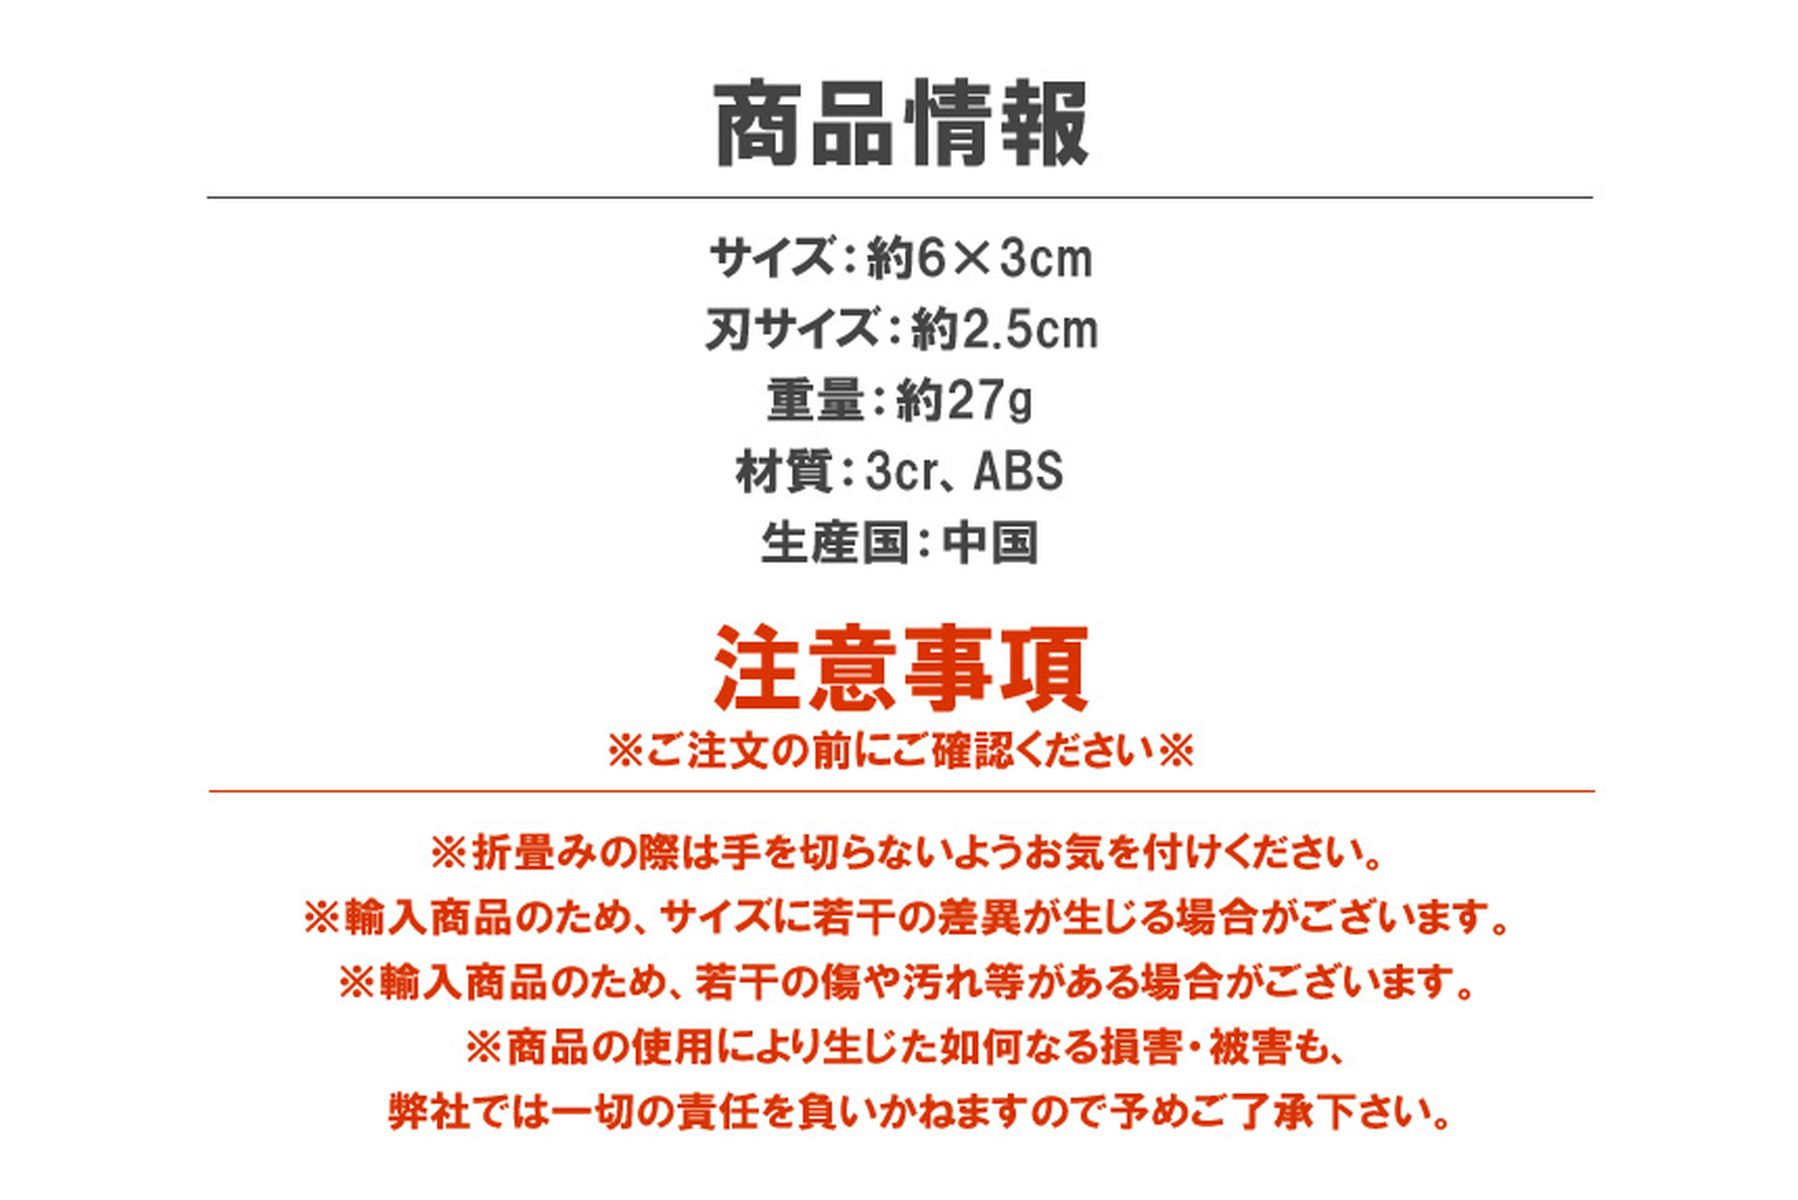 商品情報
サイズ：約6×3cm
刃サイズ：約2.5cm
重量：約27g
材質：3cr、ABS
生産国：中国
注意事項
※ご注文の前にご確認ください※
※折畳みの際は手を切らないようお気を付けください。
※輸入商品のため、サイズに若干の差異が生じる場合がございます。
※輸入商品のため、若干の傷や汚れ等がある場合がございます。
※商品の使用により生じた如何なる損害・被害も、
弊社では一切の責任を負いかねますので予めご了承下さい。